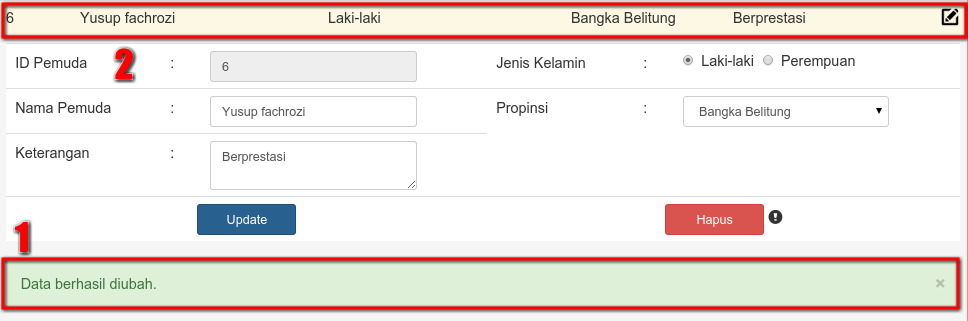 6 Yusup fachrozi Laki-laki Bangka Belitung Berprestasi
2
ID Pemuda : 6 Jenis Kelamin : Laki-laki Perempuan
Nama Pemuda : Yusup fachrozi Propinsi : Bangka Belitung
Keterangan : Berprestasi
Update Hapus
1
Data berhasil diubah. ×